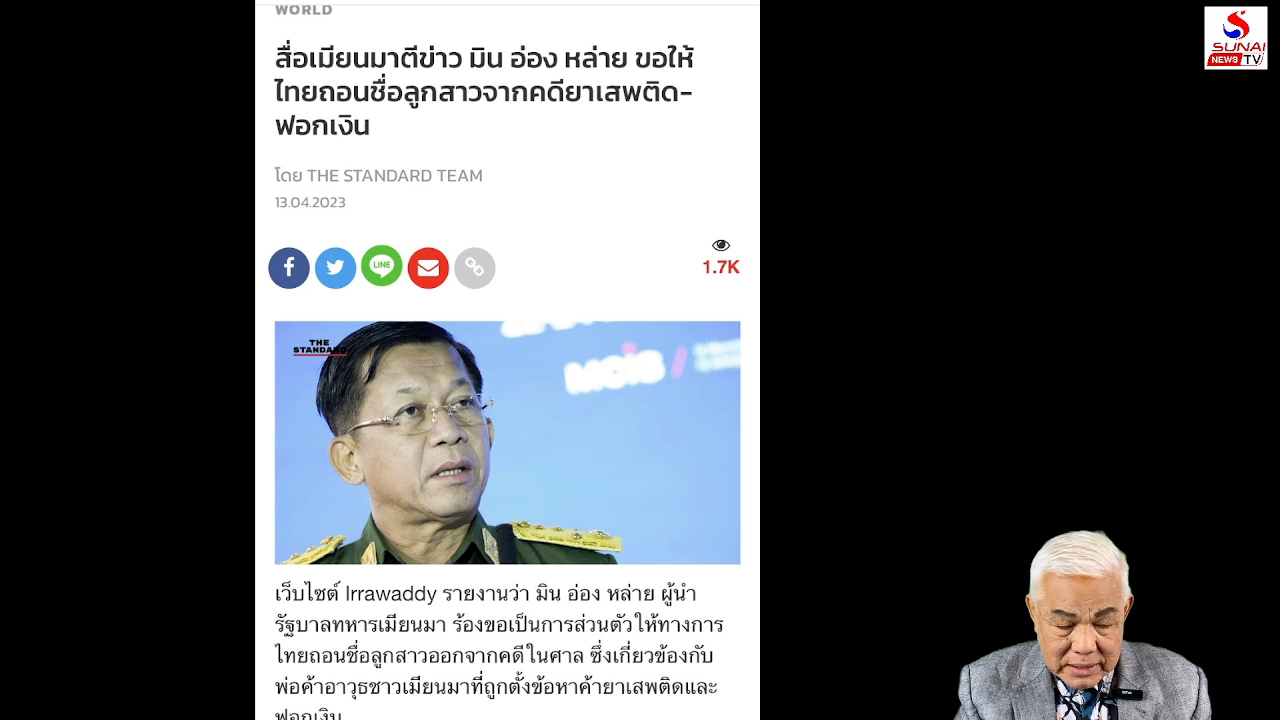 WORLD
SUNAI
NEWS TV
สื่อเมียนมาตีข่าว มิน อ่อง หล่าย ขอให้
ไทยถอนชื่อลูกสาวจากคดียาเสพติด-
ฟอกเงิน
โดย THE STANDARD TEAM
13.04.2023
LINE
1.7K
THE
STANDARD
MCIS /
เว็บไซต์ Irrawaddy รายงานว่า มิน อ่อง หล่าย ผู้นำ
รัฐบาลทหารเมียนมา ร้องขอเป็นการส่วนตัวให้ทางการ
ไทยถอนชื่อลูกสาวออกจากคดีในศาล ซึ่งเกี่ยวข้องกับ
พ่อค้าอาวุธชาวเมียนมาที่ถูกตั้งข้อหาค้ายาเสพติดและ
ฟอกเงิน